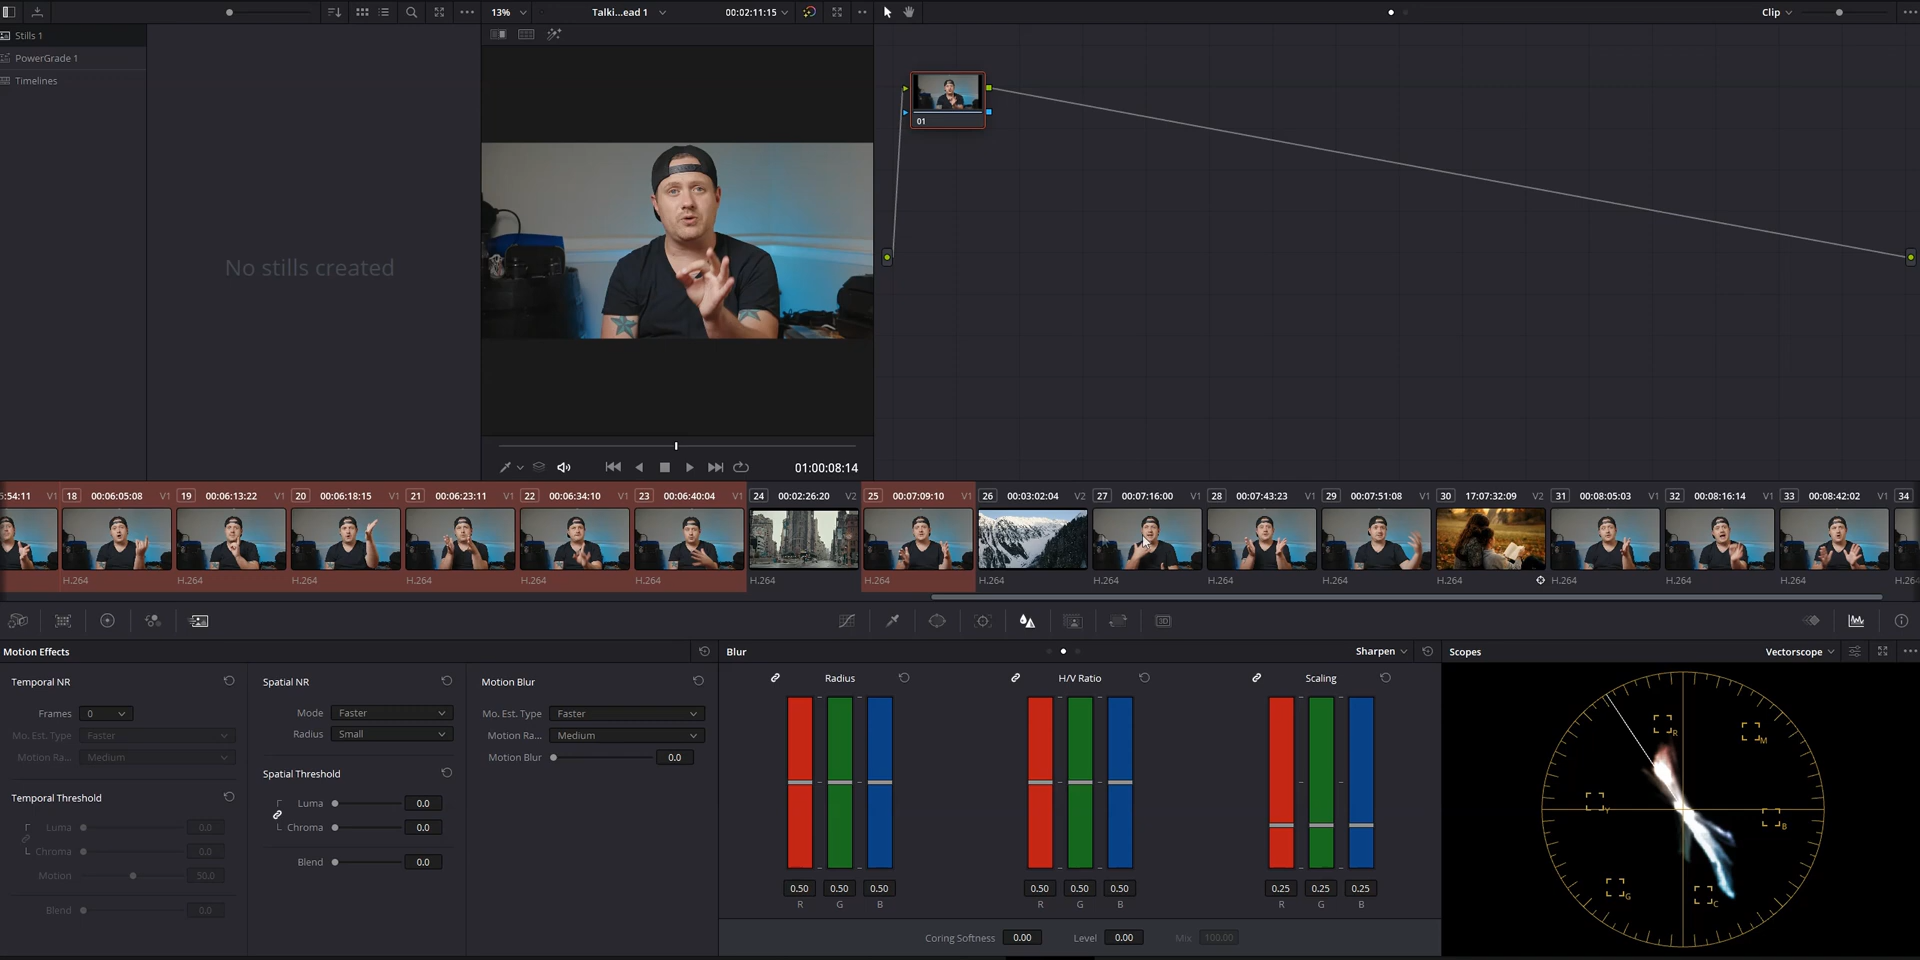 13% Talki...ead 1 00:02:11:15 Clip
Stills 1
PowerGrade 1
Timelines
No stills created
01
01:00:08:14
5:54:11 V1 18 00:06:05:08 V1 19 00:06:13:22 V1 20 00:06:18:15 V1 21 00:06:23:11 V1 22 00:06:34:10 V1 23 00:06:40:04 V1 24 00:02:26:20 V2 25 00:07:09:10 V1 26 00:03:02:04 V2 27 00:07:16:00 V1 28 00:07:43:23 V1 29 00:07:51:08 V1 30 17:07:32:09 V2 31 00:08:05:03 V1 32 00:08:16:14 V1 33 00:08:42:02 V1 34
H.264 H.264 H.264 H.264 H.264 H.264 H.264 H.264 H.264 H.264 H.264 H.264 H.264 H.264 H.264 H.264 H.26
3D
Motion Effects
Temporal NR
Frames 0
Mo. Est. Type Faster
Motion Ra... Medium
Temporal Threshold
Luma 0.0
Chroma 0.0
Motion 50.0
Blend 0.0
Spatial NR
Mode Faster
Radius Small
Spatial Threshold
Luma 0.0
Chroma 0.0
Blend 0.0
Motion Blur
Mo. Est. Type Faster
Motion Ra... Medium
Motion Blur 0.0
Blur Sharpen
Radius H/V Ratio Scaling
0.50 0.50 0.50 0.50 0.50 0.50 0.25 0.25 0.25
R G B R G B R G B
Coring Softness 0.00 Level 0.00 Mix 100.00
Scopes Vectorscope
R
M
Y
B
G
C